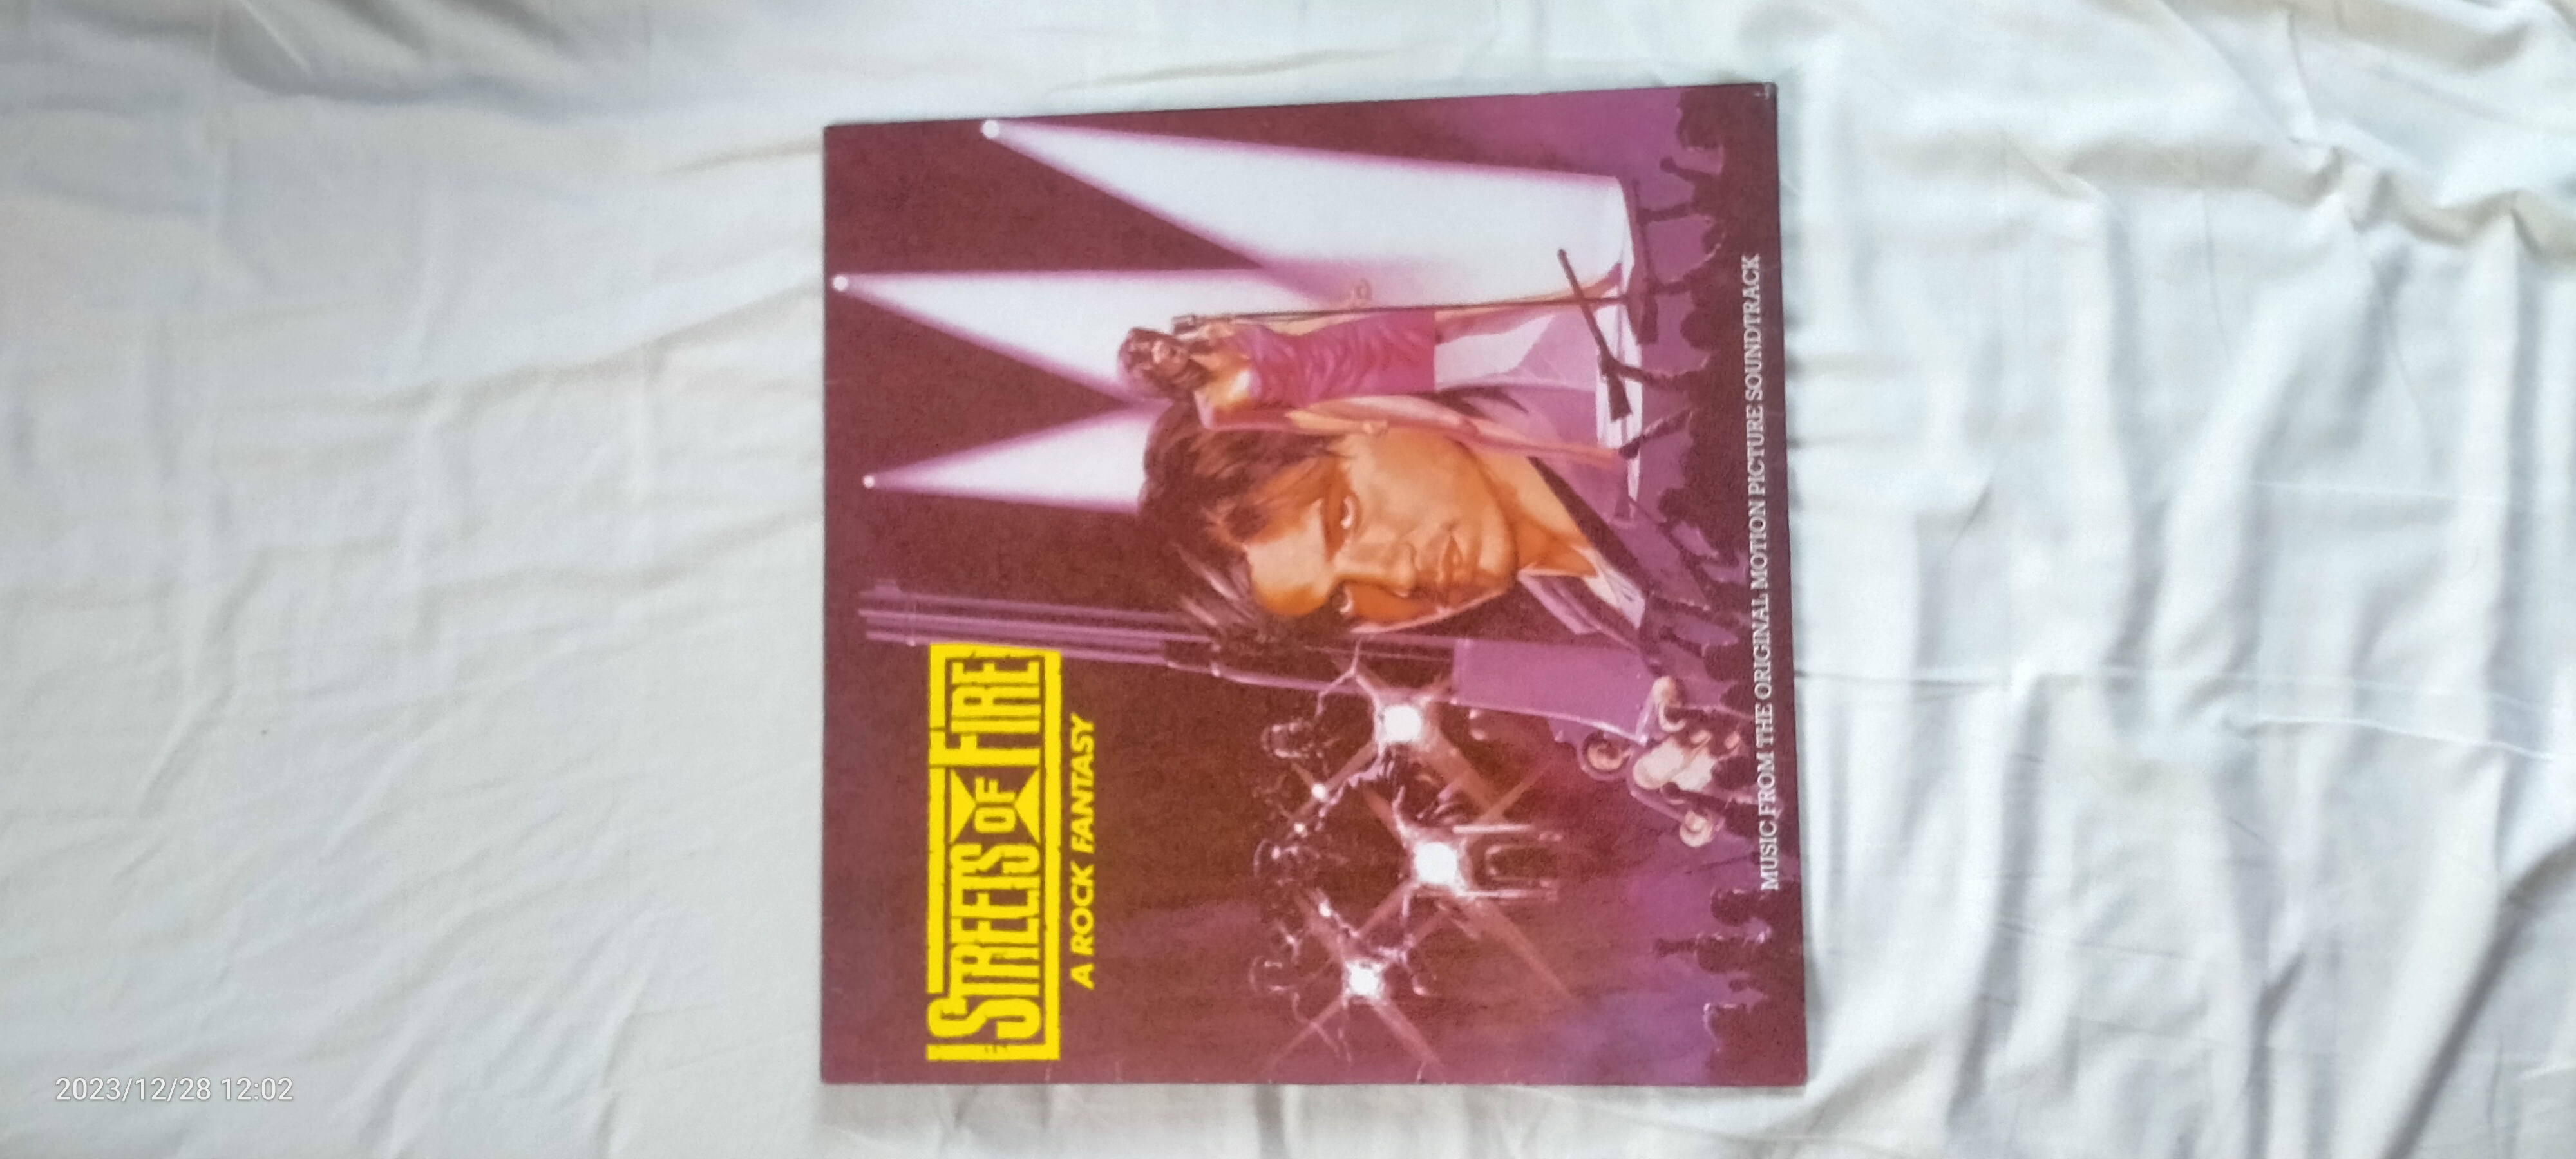 STREETS OF FIRE
A ROCK FANTASY
MUSIC FROM THE ORIGINAL MOTION PICTURE SOUNDTRACK
2023/12/28 12:02